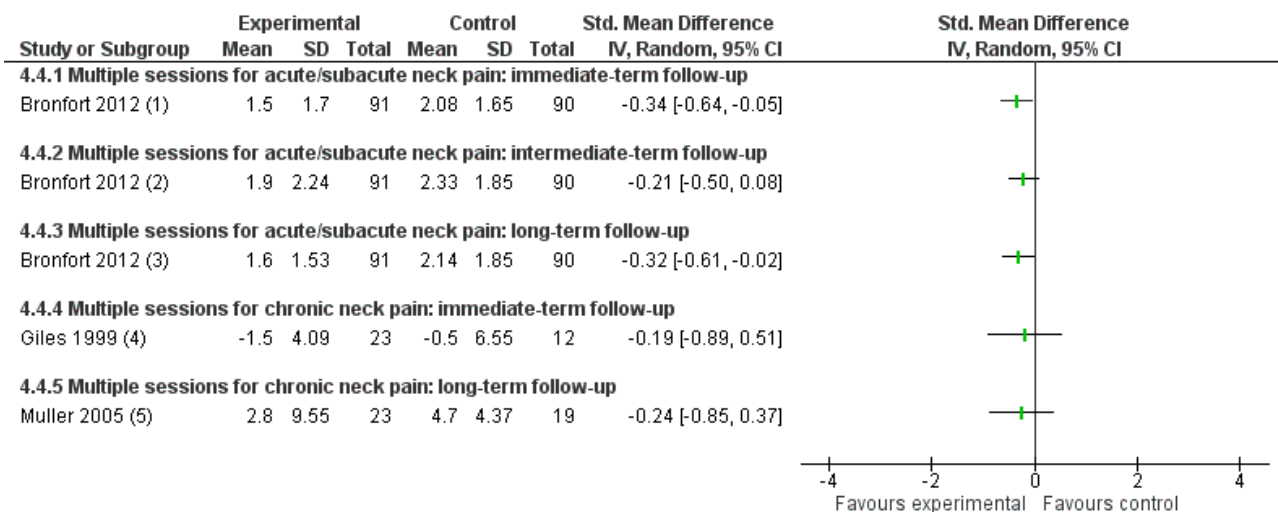 Experimental Control Std. Mean Difference Std. Mean Difference
Study or Subgroup Mean SD Total Mean SD Total IV, Random, 95% CI IV, Random, 95% CI
4.4.1 Multiple sessions for acute/subacute neck pain: immediate-term follow-up
Bronfort 2012 (1) 1.5 1.7 91 2.08 1.65 90 -0.34 [-0.64, -0.05]
4.4.2 Multiple sessions for acute/subacute neck pain: intermediate-term follow-up
Bronfort 2012 (2) 1.9 2.24 91 2.33 1.85 90 -0.21 [-0.50, 0.08]
4.4.3 Multiple sessions for acute/subacute neck pain: long-term follow-up
Bronfort 2012 (3) 1.6 1.53 91 2.14 1.85 90 -0.32 [-0.61, -0.02]
4.4.4 Multiple sessions for chronic neck pain: immediate-term follow-up
Giles 1999 (4) -1.5 4.09 23 -0.5 6.55 12 -0.19 [-0.89, 0.51]
4.4.5 Multiple sessions for chronic neck pain: long-term follow-up
Muller 2005 (5) 2.8 9.55 23 4.7 4.37 19 -0.24 [-0.85, 0.37]
-4 -2 0 2 4
Favours experimental Favours control